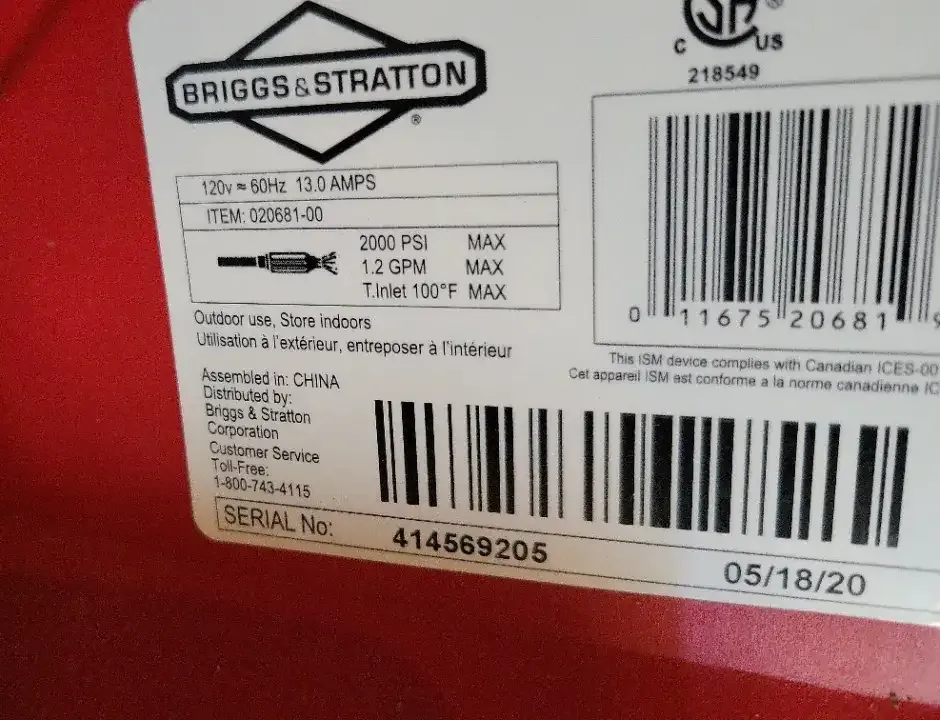 BRIGGS & STRATTON
®
120v ≂ 60Hz 13.0 AMPS
ITEM: 020681-00
2000 PSI MAX
1.2 GPM MAX
T.Inlet 100°F MAX
Outdoor use, Store indoors
Utilisation à l'extérieur, entreposer à l'intérieur
Assembled in: CHINA
Distributed by:
Briggs & Stratton
Corporation
Customer Service
Toll-Free:
1-800-743-4115
SERIAL No: 414569205
05/18/20
C US
®
218549
0 11675 20681
This ISM device complies with Canadian ICES-00
Cet appareil ISM est conforme a la norme canadienne